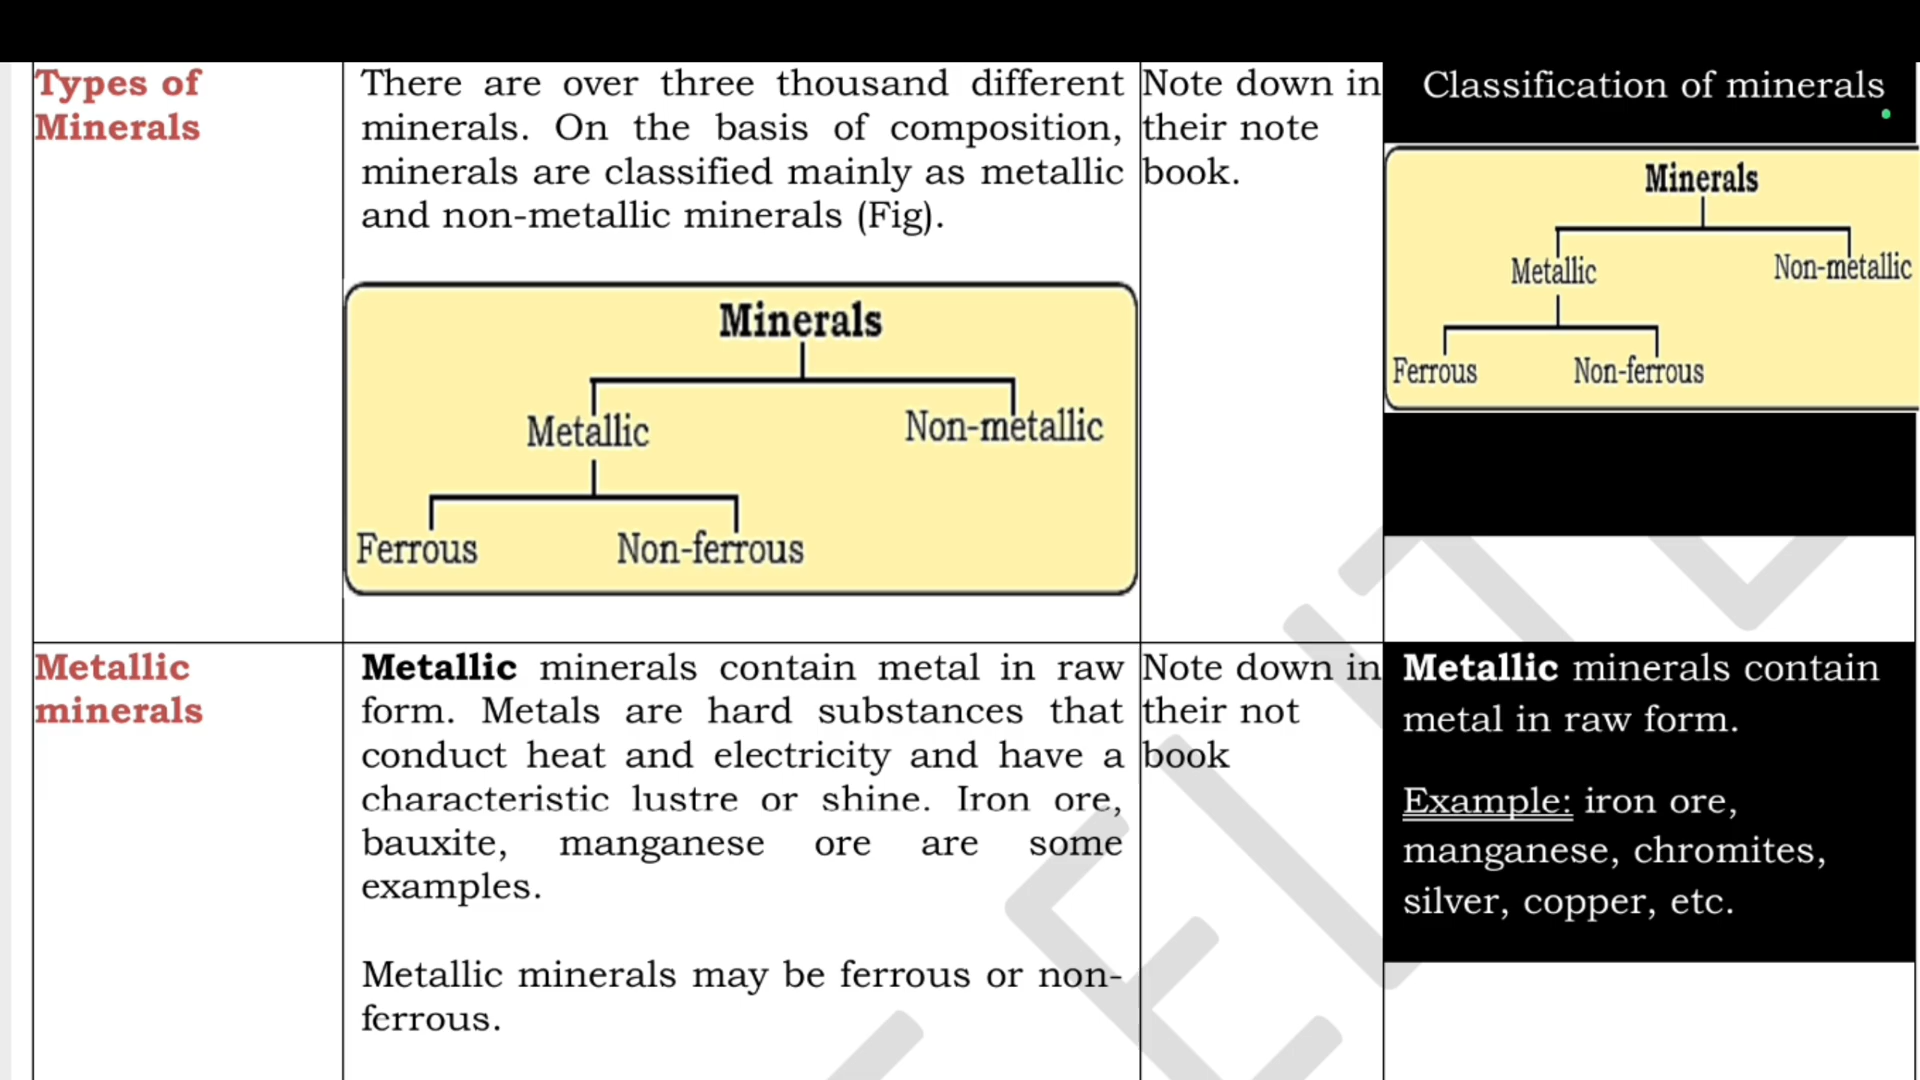 Types of
Minerals
There are over three thousand different
minerals. On the basis of composition,
minerals are classified mainly as metallic
and non-metallic minerals (Fig).
Minerals
Metallic
Non-metallic
Ferrous
Non-ferrous
Note down in
their note
book.
Classification of minerals
Minerals
Metallic
Non-metallic
Ferrous
Non-ferrous
Metallic
minerals
Metallic minerals contain metal in raw
form. Metals are hard substances that
conduct heat and electricity and have a
characteristic lustre or shine. Iron ore,
bauxite, manganese ore are some
examples.
Metallic minerals may be ferrous or non-
ferrous.
Note down in
their not
book
Metallic minerals contain
metal in raw form.
Example: iron ore,
manganese, chromites,
silver, copper, etc.